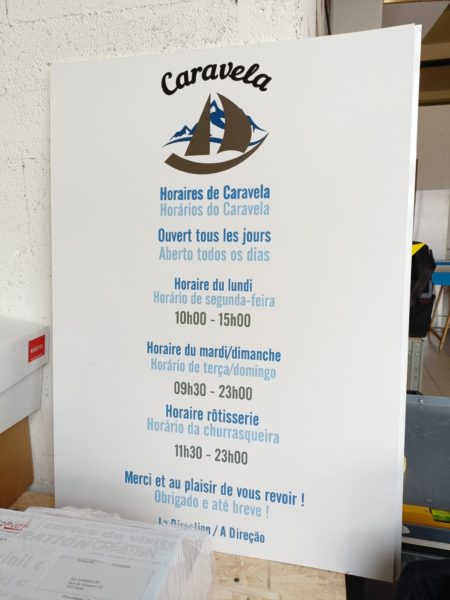 Caravela
Horaires de Caravela
Horários do Caravela
Ouvert tous les jours
Aberto todos os dias
Horaire du lundi
Horário de segunda-feira
10h00 - 15h00
Horaire du mardi/dimanche
Horário de terça/domingo
09h30 - 23h00
Horaire rôtisserie
Horário da churrasqueira
11h30 - 23h00
Merci et au plaisir de vous revoir !
Obrigado e até breve !
La Direction / A Direção